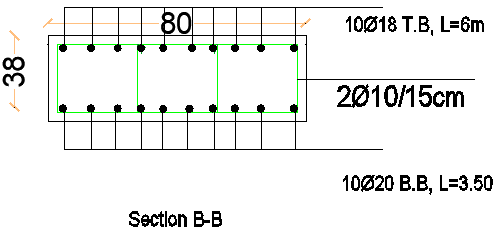 80
10Ø18 T.B, L=6m
38
2Ø10/15cm
10Ø20 B.B, L=3.50
Section B-B